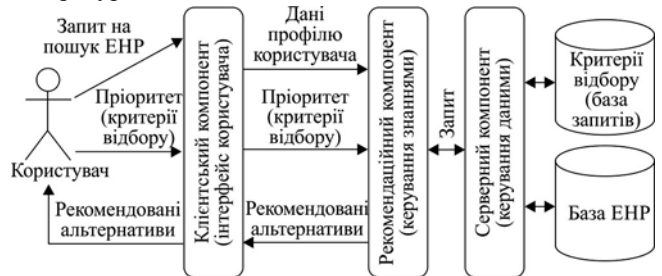 Запит на
пошук ЕНР
Пріоритет
(критерії
відбору)
Користувач
Рекомендовані
альтернативи
Клієнтський компонент
(інтерфейс користувача)
Дані
профілю
користувача
Пріоритет
(критерії
відбору)
Рекомендовані
альтернативи
Рекомендаційний компонент
(керування знаннями)
Запит
Серверний компонент
(керування даними)
Критерії
відбору
(база
запитів)
База ЕНР